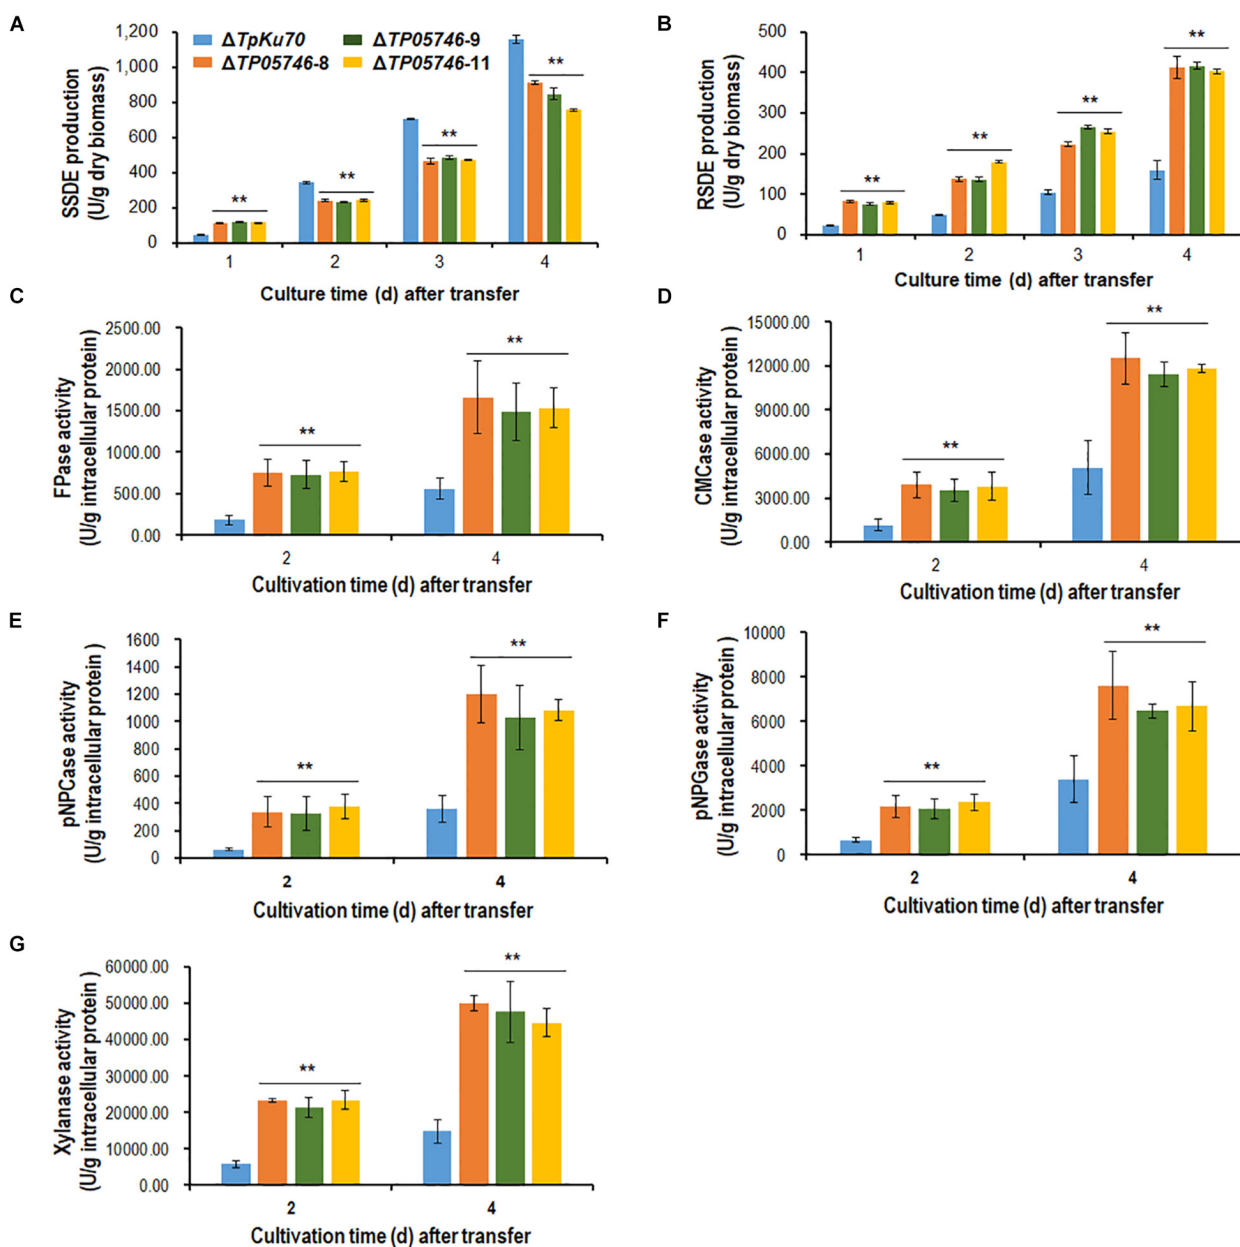 A
SSDE production
(U/g dry biomass)
1,200
1,000
800
600
400
200
0
ΔTpKu70
ΔTP05746-9
ΔTP05746-8
ΔTP05746-11
**
**
**
**
1
2
3
4
Culture time (d) after transfer
B
RSDE production
(U/g dry biomass)
500
400
300
200
100
0
**
**
**
**
1
2
3
4
Culture time (d) after transfer
C
FPase activity
(U/g intracellular protein )
2500.00
2000.00
1500.00
1000.00
500.00
0.00
**
**
2
4
Cultivation time (d) after transfer
D
CMCase activity
(U/g intracellular protein )
15000.00
12000.00
9000.00
6000.00
3000.00
0.00
**
**
2
4
Cultivation time (d) after transfer
E
pNPCase activity
(U/g intracellular protein )
1600
1400
1200
1000
800
600
400
200
0
**
**
2
4
Cultivation time (d) after transfer
F
pNPGase activity
(U/g intracellular protein )
10000
8000
6000
4000
2000
0
**
**
2
4
Cultivation time (d) after transfer
G
Xylanase activity
(U/g intracellular protein )
60000.00
50000.00
40000.00
30000.00
20000.00
10000.00
0.00
**
**
2
4
Cultivation time (d) after transfer